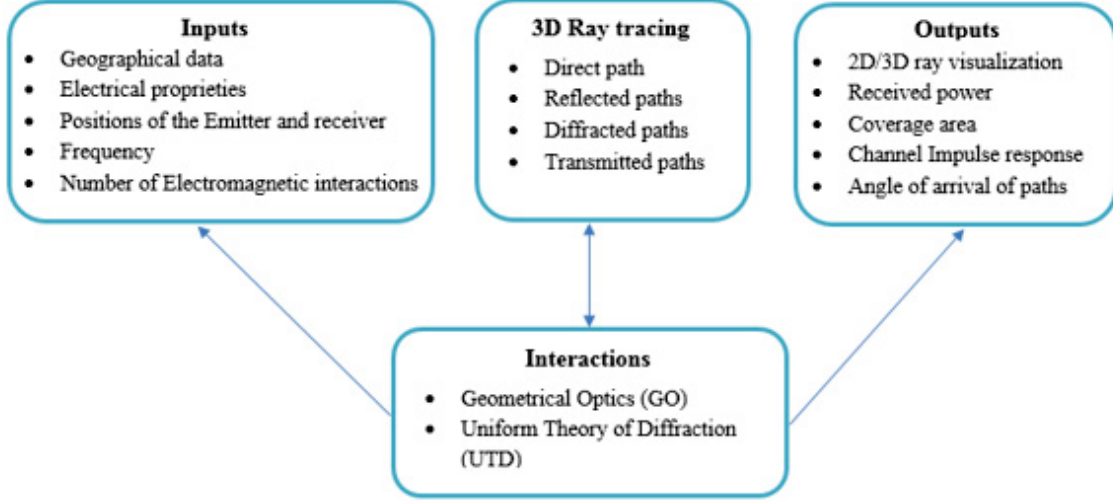 Inputs
• Geographical data
• Electrical proprieties
• Positions of the Emitter and receiver
• Frequency
• Number of Electromagnetic interactions
3D Ray tracing
• Direct path
• Reflected paths
• Diffracted paths
• Transmitted paths
Outputs
• 2D/3D ray visualization
• Received power
• Coverage area
• Channel Impulse response
• Angle of arrival of paths
Interactions
• Geometrical Optics (GO)
• Uniform Theory of Diffraction
(UTD)